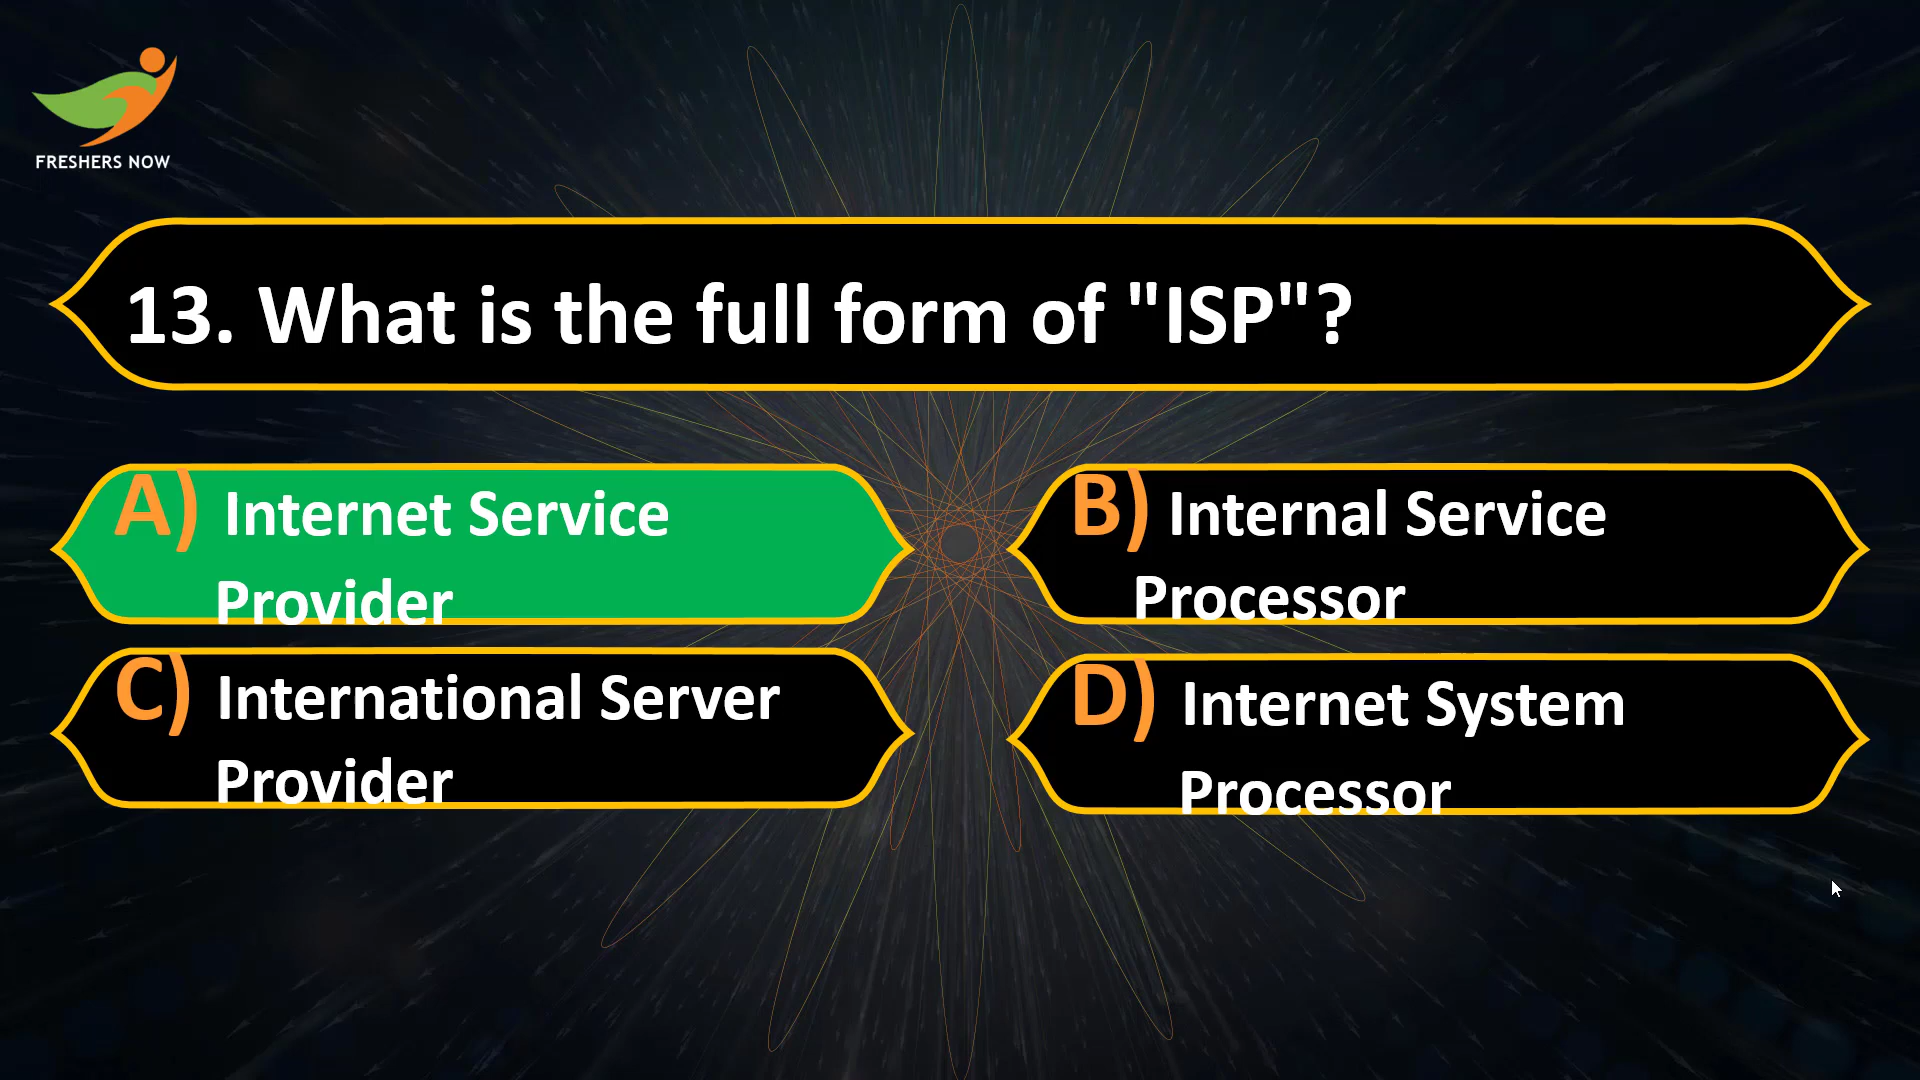 FRESHERS NOW
13. What is the full form of "ISP"?
A) Internet Service
Provider
B) Internal Service
Processor
C) International Server
Provider
D) Internet System
Processor